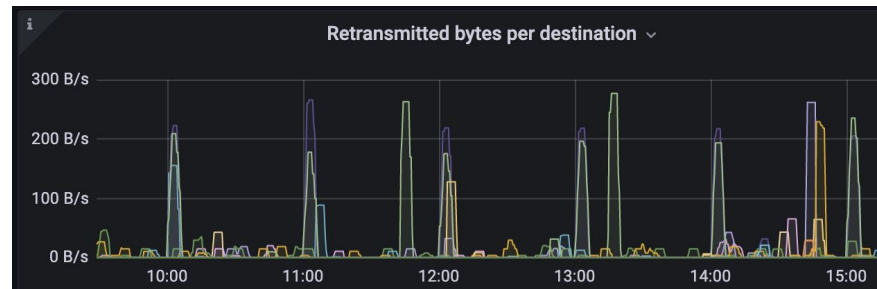 i
Retransmitted bytes per destination
300 B/s
200 B/s
100 B/s
0 B/s
10:00 11:00 12:00 13:00 14:00 15:00